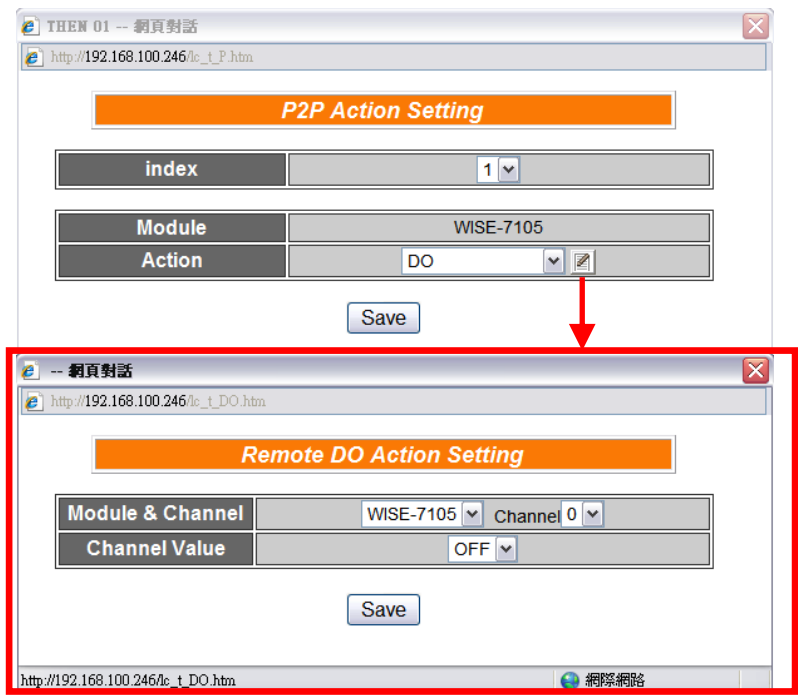 THEN 01 -- 網頁對話
http://192.168.100.246/lc_t_P.htm
P2P Action Setting
index 1
Module WISE-7105
Action DO
Save
-- 網頁對話
http://192.168.100.246/lc_t_DO.htm
Remote DO Action Setting
Module & Channel WISE-7105 Channel 0
Channel Value OFF
Save
http://192.168.100.246/lc_t_DO.htm 網際網路